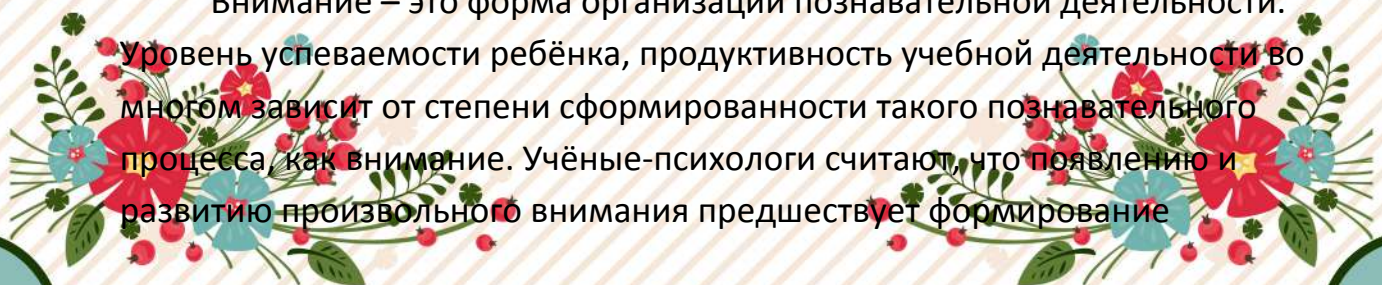 Внимание – это форма организации познавательной деятельности.
Уровень успеваемости ребёнка, продуктивность учебной деятельности во
многом зависит от степени сформированности такого познавательного
процесса, как внимание. Учёные-психологи считают, что появлению и
развитию произвольного внимания предшествует формирование